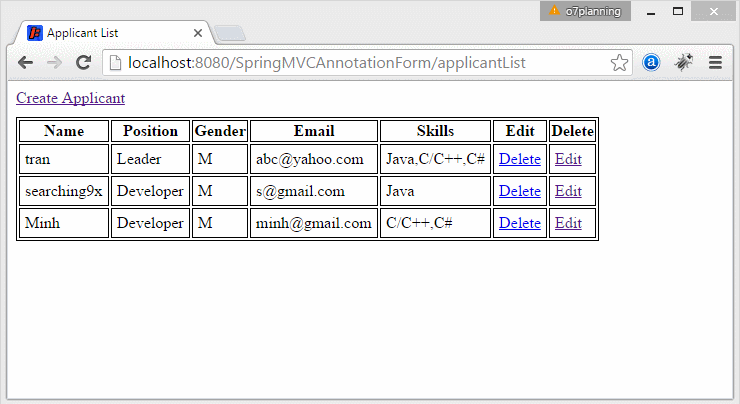 o7planning
Applicant List
localhost:8080/SpringMVCAnnotationForm/applicantList
Create Applicant
Name Position Gender Email Skills Edit Delete
tran Leader M abc@yahoo.com Java,C/C++,C# Delete Edit
searching9x Developer M s@gmail.com Java Delete Edit
Minh Developer M minh@gmail.com C/C++,C# Delete Edit